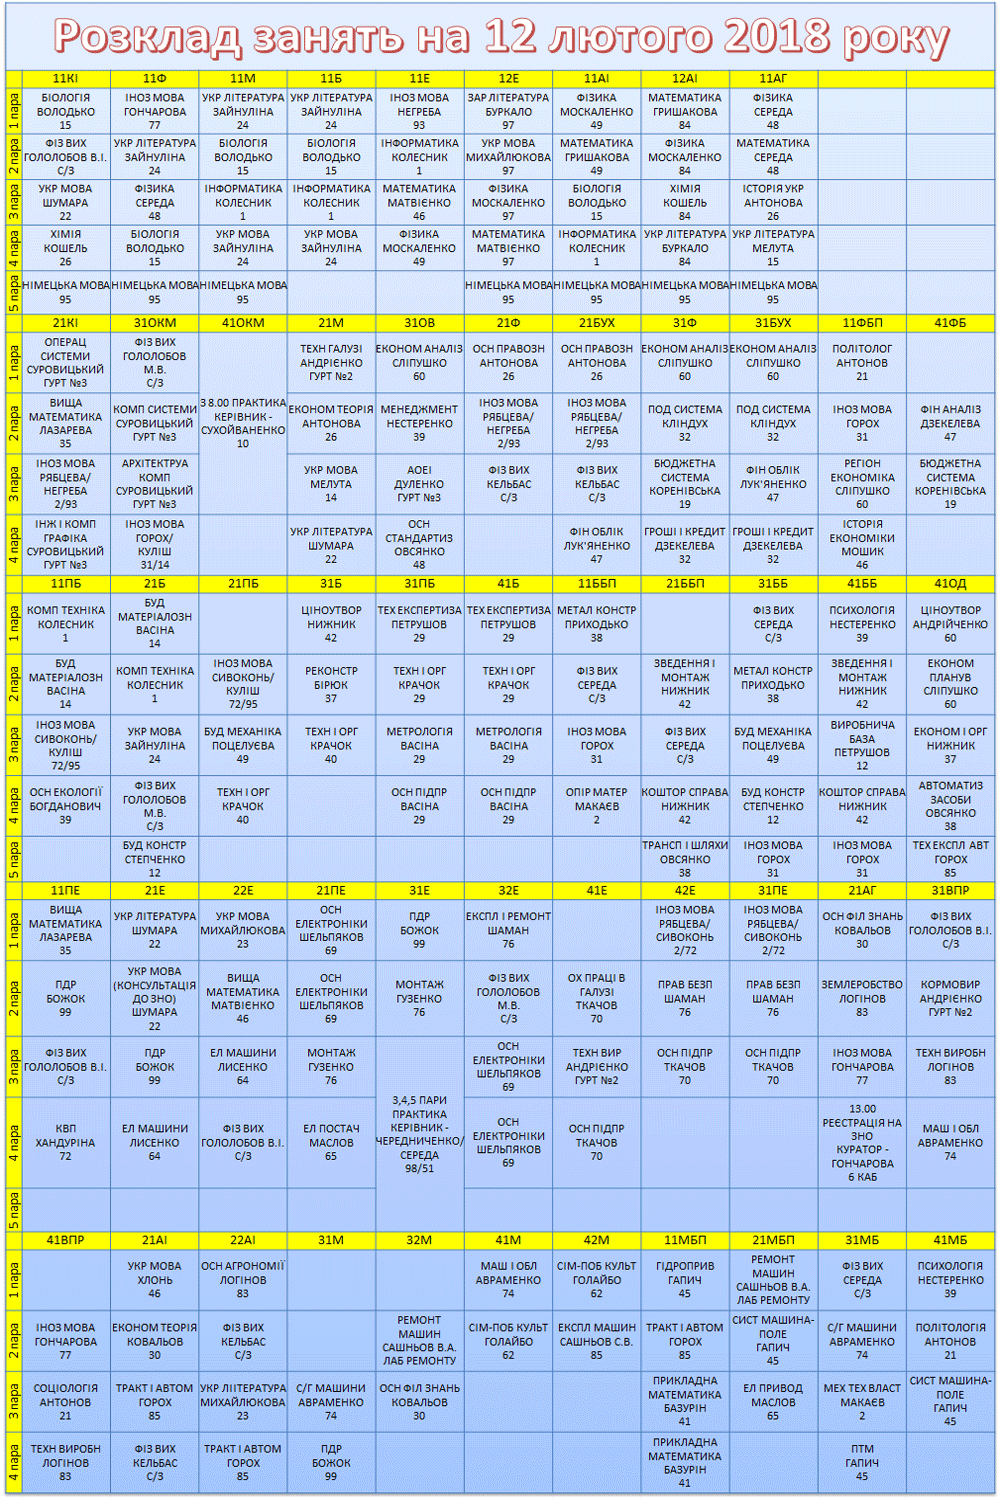 Розклад занять на 12 лютого 2018 року
11КІ 11Ф 11М 11Б 11Е 12Е 11АІ 12АІ 11АГ
1 пара
БІОЛОГІЯ ІНОЗ МОВА УКР ЛІТЕРАТУРА УКР ЛІТЕРАТУРА ІНОЗ МОВА ЗАР ЛІТЕРАТУРА ФІЗИКА МАТЕМАТИКА ФІЗИКА
ВОЛОДЬКО ГОНЧАРОВА ЗАЙНУЛІНА ЗАЙНУЛІНА НЕГРЕБА БУРКАЛО МОСКАЛЕНКО ГРИШАКОВА СЕРЕДА
15 77 24 24 93 97 49 84 48
2 пара
ФІЗ ВИХ УКР ЛІТЕРАТУРА БІОЛОГІЯ БІОЛОГІЯ ІНФОРМАТИКА УКР МОВА МАТЕМАТИКА ФІЗИКА МАТЕМАТИКА
ГОЛОЛОБОВ В.І. ЗАЙНУЛІНА ВОЛОДЬКО ВОЛОДЬКО КОЛЕСНИК МИХАЙЛЮКОВА ГРИШАКОВА МОСКАЛЕНКО СЕРЕДА
С/З 24 15 15 1 97 49 84 48
3 пара
УКР МОВА ФІЗИКА ІНФОРМАТИКА ІНФОРМАТИКА МАТЕМАТИКА ФІЗИКА БІОЛОГІЯ ХІМІЯ ІСТОРІЯ УКР
ШУМАРА СЕРЕДА КОЛЕСНИК КОЛЕСНИК МАТВІЄНКО МОСКАЛЕНКО ВОЛОДЬКО КОШЕЛЬ АНТОНОВА
22 48 1 1 46 97 15 84 26
4 пара
ХІМІЯ БІОЛОГІЯ УКР МОВА УКР МОВА ФІЗИКА МАТЕМАТИКА ІНФОРМАТИКА УКР ЛІТЕРАТУРА УКР ЛІТЕРАТУРА
КОШЕЛЬ ВОЛОДЬКО ЗАЙНУЛІНА ЗАЙНУЛІНА МОСКАЛЕНКО МАТВІЄНКО КОЛЕСНИК БУРКАЛО МЕЛУТА
26 15 24 24 49 97 1 84 15
5 пара
НІМЕЦЬКА МОВА НІМЕЦЬКА МОВА НІМЕЦЬКА МОВА НІМЕЦЬКА МОВА НІМЕЦЬКА МОВА НІМЕЦЬКА МОВА НІМЕЦЬКА МОВА
95 95 95 95 95 95 95
21КІ 31ОКМ 41ОКМ 21М 31ОВ 21Ф 21БУХ 31Ф 31БУХ 11ФБП 41ФБ
1 пара
ОПЕРАЦ ФІЗ ВИХ ТЕХН ГАЛУЗІ ЕКОНОМ АНАЛІЗ ОСН ПРАВОЗН ОСН ПРАВОЗН ЕКОНОМ АНАЛІЗ ЕКОНОМ АНАЛІЗ ПОЛІТОЛОГ
СИСТЕМИ ГОЛОЛОБОВ АНДРІЄНКО СЛІПУШКО АНТОНОВА АНТОНОВА СЛІПУШКО СЛІПУШКО АНТОНОВ
СУРОВИЦЬКИЙ М.В. ГУРТ №2 60 26 26 60 60 21
ГУРТ №3 С/З
2 пара
З 8.00 ПРАКТИКА
КЕРІВНИК -
СУХОЙВАНЕНКО
10
ВИЩА КОМП СИСТЕМИ ЕКОНОМ ТЕОРІЯ МЕНЕДЖМЕНТ ІНОЗ МОВА ІНОЗ МОВА ПОД СИСТЕМА ПОД СИСТЕМА ІНОЗ МОВА ФІН АНАЛІЗ
МАТЕМАТИКА СУРОВИЦЬКИЙ АНТОНОВА НЕСТЕРЕНКО РЯБЦЕВА/ РЯБЦЕВА/ КЛІНДУХ КЛІНДУХ ГОРОХ ДЗЕКЕЛЕВА
ЛАЗАРЕВА ГУРТ №3 26 39 НЕГРЕБА НЕГРЕБА 32 32 31 47
35 2/93 2/93
3 пара
ІНОЗ МОВА АРХІТЕКТРУА УКР МОВА АОЕІ ФІЗ ВИХ ФІЗ ВИХ БЮДЖЕТНА ФІН ОБЛІК РЕГІОН БЮДЖЕТНА
РЯБЦЕВА/ КОМП МЕЛУТА ДУЛЕНКО КЕЛЬБАС КЕЛЬБАС СИСТЕМА ЛУК'ЯНЕНКО ЕКОНОМІКА СИСТЕМА
НЕГРЕБА СУРОВИЦЬКИЙ 14 ГУРТ №3 С/З С/З КОРЕНІВСЬКА 47 СЛІПУШКО КОРЕНІВСЬКА
2/93 ГУРТ №3 19 60 19
4 пара
ІНЖ І КОМП ІНОЗ МОВА УКР ЛІТЕРАТУРА ОСН ФІН ОБЛІК ГРОШІ І КРЕДИТ ГРОШІ І КРЕДИТ ІСТОРІЯ
ГРАФІКА ГОРОХ/ ШУМАРА СТАНДАРТИЗ ЛУК'ЯНЕНКО ДЗЕКЕЛЕВА ДЗЕКЕЛЕВА ЕКОНОМІКИ
СУРОВИЦЬКИЙ КУЛІШ 22 ОВСЯНКО 47 32 32 МОШИК
ГУРТ №3 31/14 48 46
11ПБ 21Б 21ПБ 31Б 31ПБ 41Б 11ББП 21ББП 31ББ 41ББ 41ОД
1 пара
КОМП ТЕХНІКА БУД ЦІНОУТВОР ТЕХ ЕКСПЕРТИЗА ТЕХ ЕКСПЕРТИЗА МЕТАЛ КОНСТР ФІЗ ВИХ ПСИХОЛОГІЯ ЦІНОУТВОР
КОЛЕСНИК МАТЕРІАЛОЗН НИЖНИК ПЕТРУШОВ ПЕТРУШОВ ПРИХОДЬКО СЕРЕДА НЕСТЕРЕНКО АНДРІЙЧЕНКО
1 ВАСІНА 42 29 29 38 С/З 39 60
14
2 пара
БУД КОМП ТЕХНІКА ІНОЗ МОВА РЕКОНСТР ТЕХН І ОРГ ТЕХН І ОРГ ФІЗ ВИХ ЗВЕДЕННЯ І МЕТАЛ КОНСТР ЗВЕДЕННЯ І ЕКОНОМ
МАТЕРІАЛОЗН КОЛЕСНИК СИВОКОНЬ/ БІРЮК КРАЧОК КРАЧОК СЕРЕДА МОНТАЖ ПРИХОДЬКО МОНТАЖ ПЛАНУВ
ВАСІНА 1 КУЛІШ 37 29 29 С/З НИЖНИК 38 НИЖНИК СЛІПУШКО
14 72/95 42 42 60
3 пара
ІНОЗ МОВА УКР МОВА БУД МЕХАНІКА ТЕХН І ОРГ МЕТРОЛОГІЯ МЕТРОЛОГІЯ ІНОЗ МОВА ФІЗ ВИХ БУД МЕХАНІКА ВИРОБНИЧА ЕКОНОМ І ОРГ
СИВОКОНЬ/ ЗАЙНУЛІНА ПОЦЕЛУЄВА КРАЧОК ВАСІНА ВАСІНА ГОРОХ СЕРЕДА ПОЦЕЛУЄВА БАЗА НИЖНИК
КУЛІШ 24 49 40 29 29 31 С/З 49 ПЕТРУШОВ 37
72/95 12
4 пара
ОСН ЕКОЛОГІЇ ФІЗ ВИХ ТЕХН І ОРГ ОСН ПІДПР ОСН ПІДПР ОПІР МАТЕР КОШТОР СПРАВА БУД КОНСТР КОШТОР СПРАВА АВТОМАТИЗ
БОГДАНОВИЧ ГОЛОЛОБОВ КРАЧОК ВАСІНА ВАСІНА МАКАЄВ НИЖНИК СТЕПЧЕНКО НИЖНИК ЗАСОБИ
39 М.В. 40 29 29 2 42 12 42 ОВСЯНКО
С/З 38
5 пара
БУД КОНСТР ТРАНСП І ШЛЯХИ ІНОЗ МОВА ІНОЗ МОВА ТЕХ ЕКСПЛ АВТ
СТЕПЧЕНКО ОВСЯНКО ГОРОХ ГОРОХ ГОРОХ
12 38 31 31 85
11ПЕ 21Е 22Е 21ПЕ 31Е 32Е 41Е 42Е 31ПЕ 21АГ 31ВПР
1 пара
ВИЩА УКР ЛІТЕРАТУРА УКР МОВА ОСН ПДР ЕКСПЛ І РЕМОНТ ІНОЗ МОВА ІНОЗ МОВА ОСН ФІЛ ЗНАНЬ ФІЗ ВИХ
МАТЕМАТИКА ШУМАРА МИХАЙЛЮКОВА ЕЛЕКТРОНІКИ БОЖОК ШАМАН РЯБЦЕВА/ РЯБЦЕВА/ КОВАЛЬОВ ГОЛОЛОБОВ В.І.
ЛАЗАРЕВА 22 23 ШЕЛЬПЯКОВ 99 76 СИВОКОНЬ СИВОКОНЬ 30 С/З
35 69 2/72 2/72
2 пара
ПДР УКР МОВА ВИЩА ОСН МОНТАЖ ФІЗ ВИХ ОХ ПРАЦІ В ПРАВ БЕЗП ПРАВ БЕЗП ЗЕМЛЕРОБСТВО КОРМОВИР
БОЖОК (КОНСУЛЬТАЦІЯ МАТЕМАТИКА ЕЛЕКТРОНІКИ ГУЗЕНКО ГОЛОЛОБОВ ГАЛУЗІ ШАМАН ШАМАН ЛОГІНОВ АНДРІЄНКО
99 ДО ЗНО) МАТВІЄНКО ШЕЛЬПЯКОВ 76 М.В. ТКАЧОВ 76 76 83 ГУРТ №2
ШУМАРА 46 69 С/З 70
22
3 пара
ФІЗ ВИХ ПДР ЕЛ МАШИНИ МОНТАЖ ОСН ТЕХН ВИР ОСН ПІДПР ОСН ПІДПР ІНОЗ МОВА ТЕХН ВИРОБН
ГОЛОЛОБОВ В.І. БОЖОК ЛИСЕНКО ГУЗЕНКО ЕЛЕКТРОНІКИ АНДРІЄНКО ТКАЧОВ ТКАЧОВ ГОНЧАРОВА ЛОГІНОВ
С/З 99 64 76 ШЕЛЬПЯКОВ ГУРТ №2 70 70 77 83
69
3,4,5 ПАРИ
ПРАКТИКА
КЕРІВНИК -
ЧЕРЕДНИЧЕНКО/
СЕРЕДА
98/51
4 пара
КВП ЕЛ МАШИНИ ФІЗ ВИХ ЕЛ ПОСТАЧ ОСН ОСН ПІДПР 13.00 МАШ І ОБЛ
ХАНДУРІНА ЛИСЕНКО ГОЛОЛОБОВ В.І. МАСЛОВ ЕЛЕКТРОНІКИ ТКАЧОВ РЕЄСТРАЦІЯ НА АВРАМЕНКО
72 64 С/З 65 ШЕЛЬПЯКОВ 70 ЗНО 74
69 КУРАТОР -
ГОНЧАРОВА
6 КАБ
5 пара
41ВПР 21АІ 22АІ 31М 32М 41М 42М 11МБП 21МБП 31МБ 41МБ
1 пара
УКР МОВА ОСН АГРОНОМІЇ МАШ І ОБЛ СІМ-ПОБ КУЛЬТ ГІДРОПРИВ РЕМОНТ ФІЗ ВИХ ПСИХОЛОГІЯ
ХЛОНЬ ЛОГІНОВ АВРАМЕНКО ГОЛАЙБО ГАПИЧ МАШИН СЕРЕДА НЕСТЕРЕНКО
46 83 74 62 45 САШНЬОВ В.А. С/З 39
ЛАБ РЕМОНТУ
2 пара
ІНОЗ МОВА ЕКОНОМ ТЕОРІЯ ФІЗ ВИХ РЕМОНТ СІМ-ПОБ КУЛЬТ ЕКСПЛ МАШИН ТРАКТ І АВТОМ СИСТ МАШИНА- С/Г МАШИНИ ПОЛІТОЛОГІЯ
ГОНЧАРОВА КОВАЛЬОВ КЕЛЬБАС МАШИН ГОЛАЙБО САШНЬОВ С.В. ГОРОХ ПОЛЕ АВРАМЕНКО АНТОНОВ
77 30 С/З САШНЬОВ В.А. 62 85 85 ГАПИЧ 74 21
ЛАБ РЕМОНТУ 45
3 пара
СОЦІОЛОГІЯ ТРАКТ І АВТОМ УКР ЛІІТЕРАТУРА С/Г МАШИНИ ОСН ФІЛ ЗНАНЬ ПРИКЛАДНА ЕЛ ПРИВОД МЕХ ТЕХ ВЛАСТ СИСТ МАШИНА-
АНТОНОВ ГОРОХ МИХАЙЛЮКОВА АВРАМЕНКО КОВАЛЬОВ МАТЕМАТИКА МАСЛОВ МАКАЄВ ПОЛЕ
21 85 23 74 30 БАЗУРІН 65 2 ГАПИЧ
41 45
4 пара
ТЕХН ВИРОБН ФІЗ ВИХ ТРАКТ І АВТОМ ПДР ПРИКЛАДНА ПТМ
ЛОГІНОВ КЕЛЬБАС ГОРОХ БОЖОК МАТЕМАТИКА ГАПИЧ
83 С/З 85 99 БАЗУРІН 45
41